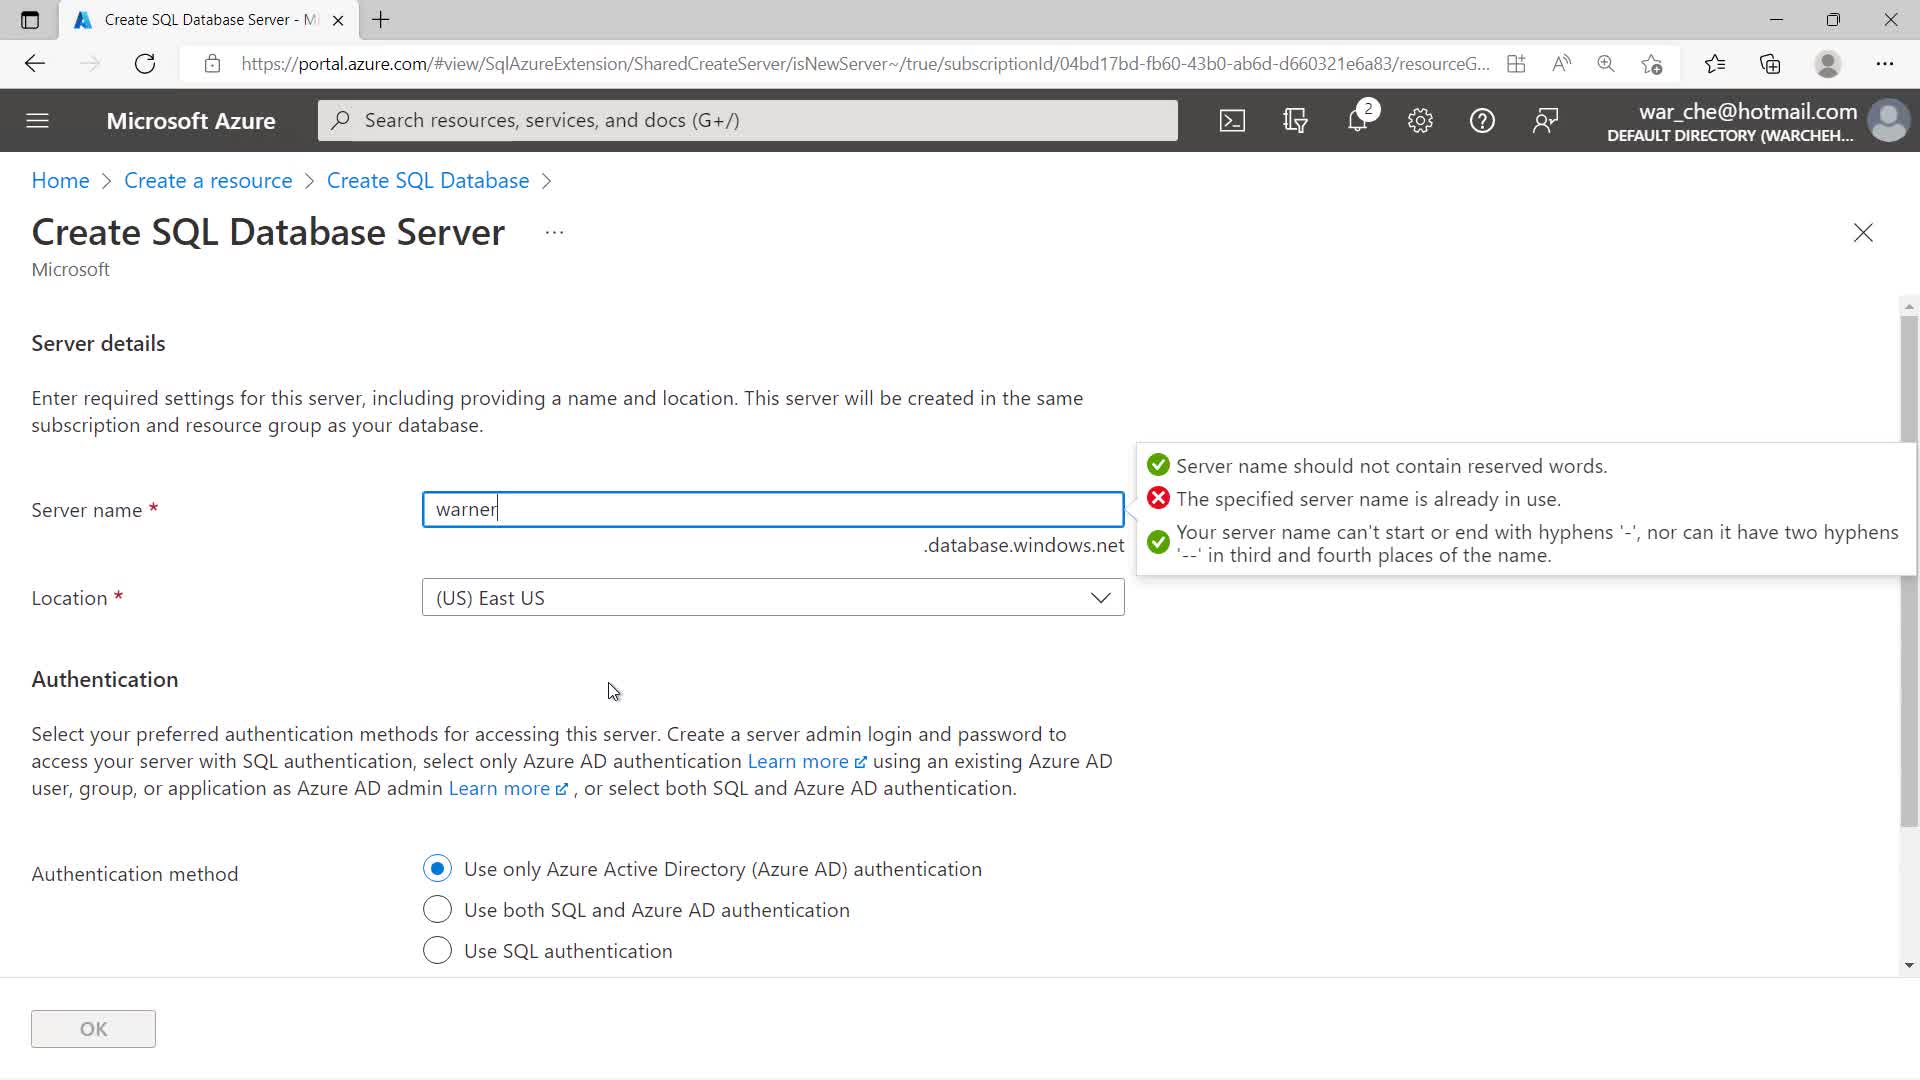 Create SQL Database Server - Mi
https://portal.azure.com/#view/SqlAzureExtension/SharedCreateServer/isNewServer~/true/subscriptionId/04bd17bd-fb60-43b0-ab6d-d660321e6a83/resourceG...
Microsoft Azure
Search resources, services, and docs (G+/)
2
war_che@hotmail.com
DEFAULT DIRECTORY (WARCHEH...
Home > Create a resource > Create SQL Database >
Create SQL Database Server ...
Microsoft
Server details
Enter required settings for this server, including providing a name and location. This server will be created in the same
subscription and resource group as your database.
Server name *
warner
.database.windows.net
Server name should not contain reserved words.
The specified server name is already in use.
Your server name can't start or end with hyphens '-', nor can it have two hyphens
'--' in third and fourth places of the name.
Location *
(US) East US
Authentication
Select your preferred authentication methods for accessing this server. Create a server admin login and password to
access your server with SQL authentication, select only Azure AD authentication Learn more using an existing Azure AD
user, group, or application as Azure AD admin Learn more , or select both SQL and Azure AD authentication.
Authentication method
Use only Azure Active Directory (Azure AD) authentication
Use both SQL and Azure AD authentication
Use SQL authentication
OK